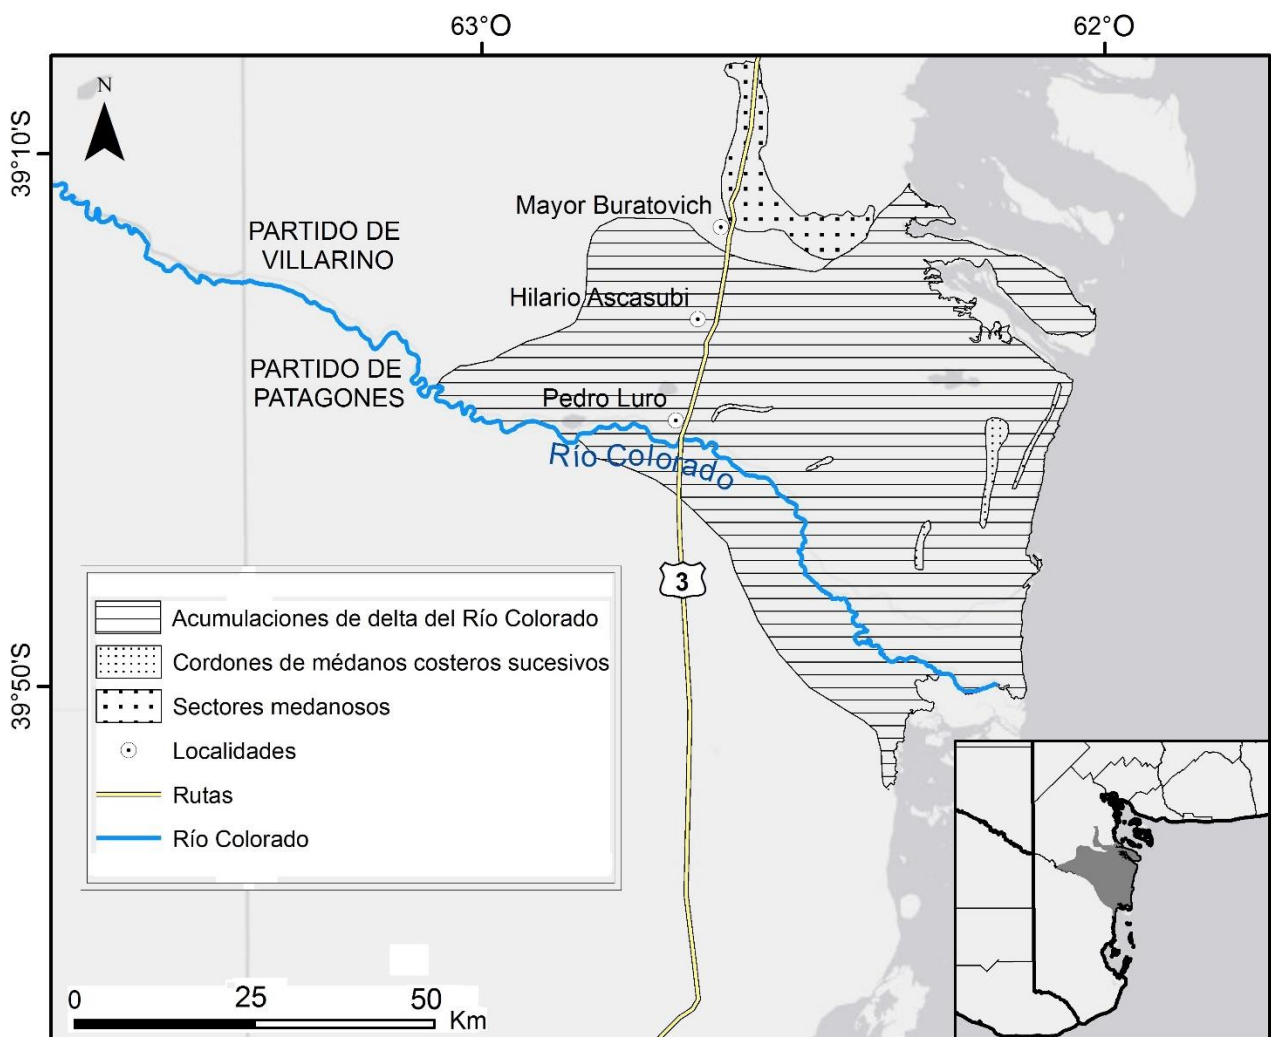 63°O
62°O
N
39°10'S
Mayor Buratovich
PARTIDO DE
VILLARINO
Hilario Ascasubi
PARTIDO DE
PATAGONES
Pedro Luro
Río Colorado
3
Acumulaciones de delta del Río Colorado
Cordones de médanos costeros sucesivos
39°50'S
Sectores medanosos
Localidades
Rutas
Río Colorado
0
25
50
Km